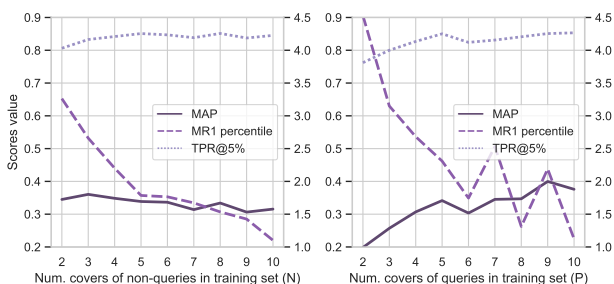 0.9
0.8
0.7
0.6
0.5
0.4
0.3
0.2
Scores value
4.5
4.0
3.5
3.0
2.5
2.0
1.5
1.0
MAP
MR1 percentile
TPR@5%
2 3 4 5 6 7 8 9 10
Num. covers of non-queries in training set (N)
0.9
0.8
0.7
0.6
0.5
0.4
0.3
0.2
4.5
4.0
3.5
3.0
2.5
2.0
1.5
1.0
MAP
MR1 percentile
TPR@5%
2 3 4 5 6 7 8 9 10
Num. covers of queries in training set (P)